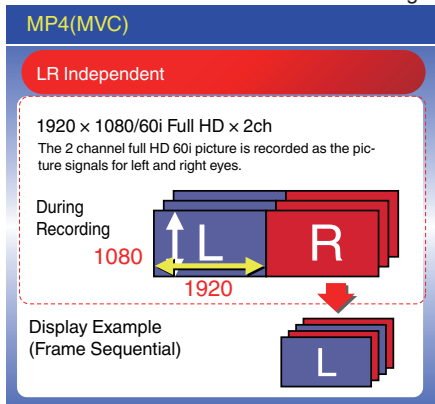 MP4(MVC)
LR Independent
1920 × 1080/60i Full HD × 2ch
The 2 channel full HD 60i picture is recorded as the pic-
ture signals for left and right eyes.
During
Recording
1080
L
R
1920
Display Example
(Frame Sequential)
L